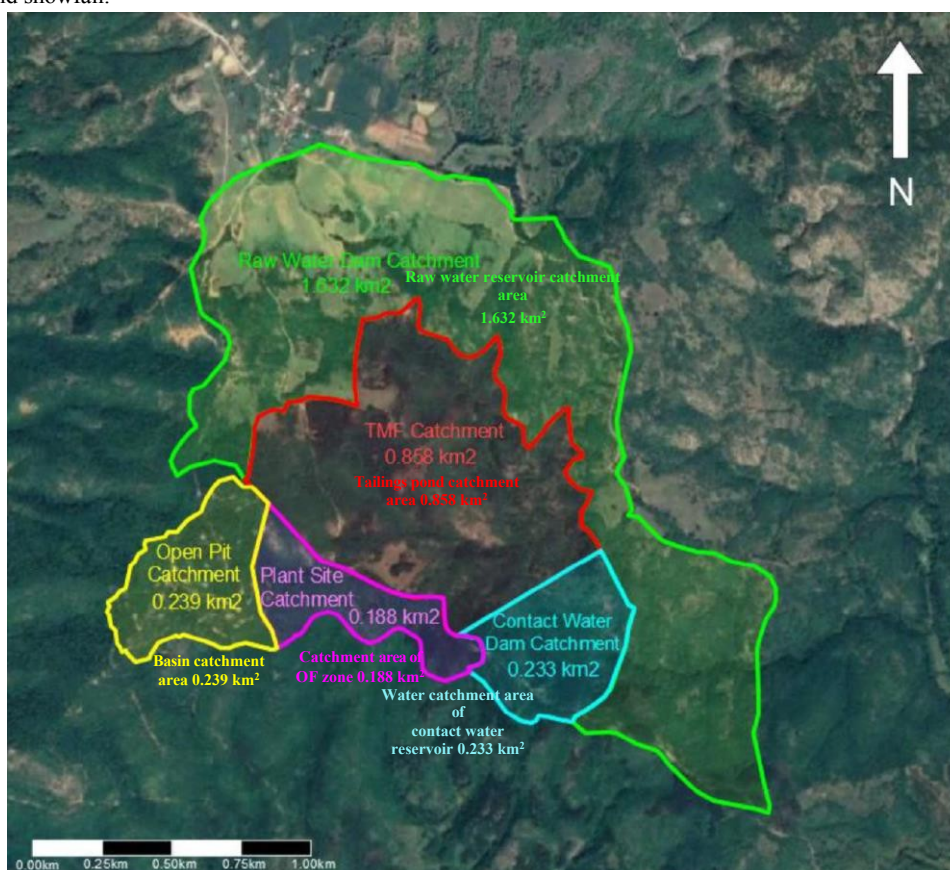 nd snowfall.
N
Raw Water Dam Catchment
1.632 km2
Raw water reservoir catchment
area
1.632 km²
TMF Catchment
0.858 km2
Tailings pond catchment
area 0.858 km²
Open Pit
Catchment
0.239 km2
Plant Site
Catchment
0.188 km2
Contact Water
Dam Catchment
0.233 km2
Basin catchment
area 0.239 km²
Catchment area of
OF zone 0.188 km²
Water catchment area
of
contact water
reservoir 0.233 km²
0.00km 0.25km 0.50km 0.75km 1.00km